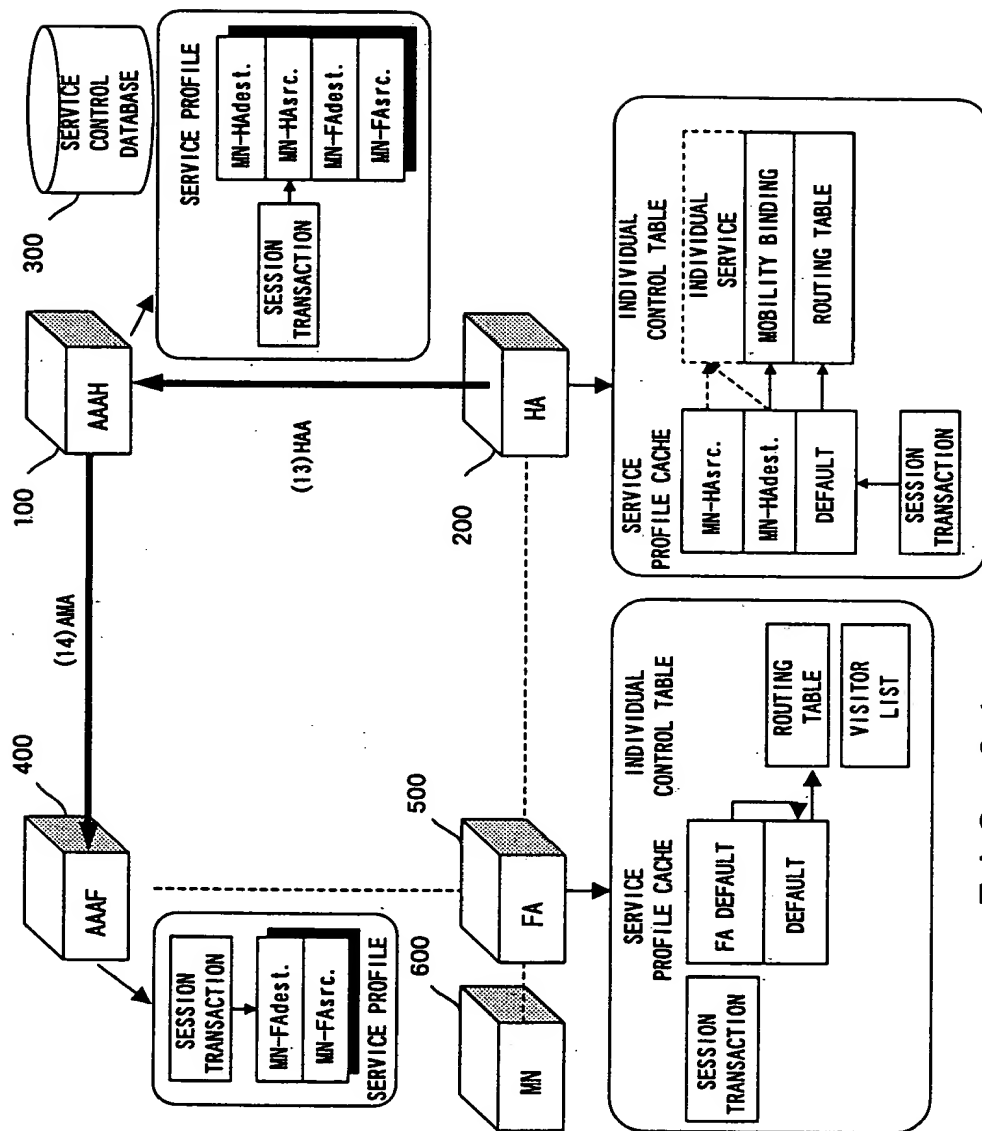 300
SERVICE
CONTROL
DATABASE
100
AAAH
SERVICE PROFILE
SESSION
TRANSACTION
MN-HAdest.
MN-HAsrc.
MN-FAdest.
MN-FAsrc.
(14)AMA
(13)HAA
400
AAAF
SESSION
TRANSACTION
MN-FAdest.
MN-FAsrc.
SERVICE PROFILE
600
MN
500
FA
200
HA
SERVICE
PROFILE CACHE
INDIVIDUAL
CONTROL TABLE
SESSION
TRANSACTION
FA DEFAULT
DEFAULT
ROUTING
TABLE
VISITOR
LIST
SERVICE
PROFILE CACHE
INDIVIDUAL
CONTROL TABLE
MN-HAsrc.
MN-HAdest.
DEFAULT
INDIVIDUAL
SERVICE
MOBILITY BINDING
ROUTING TABLE
SESSION
TRANSACTION